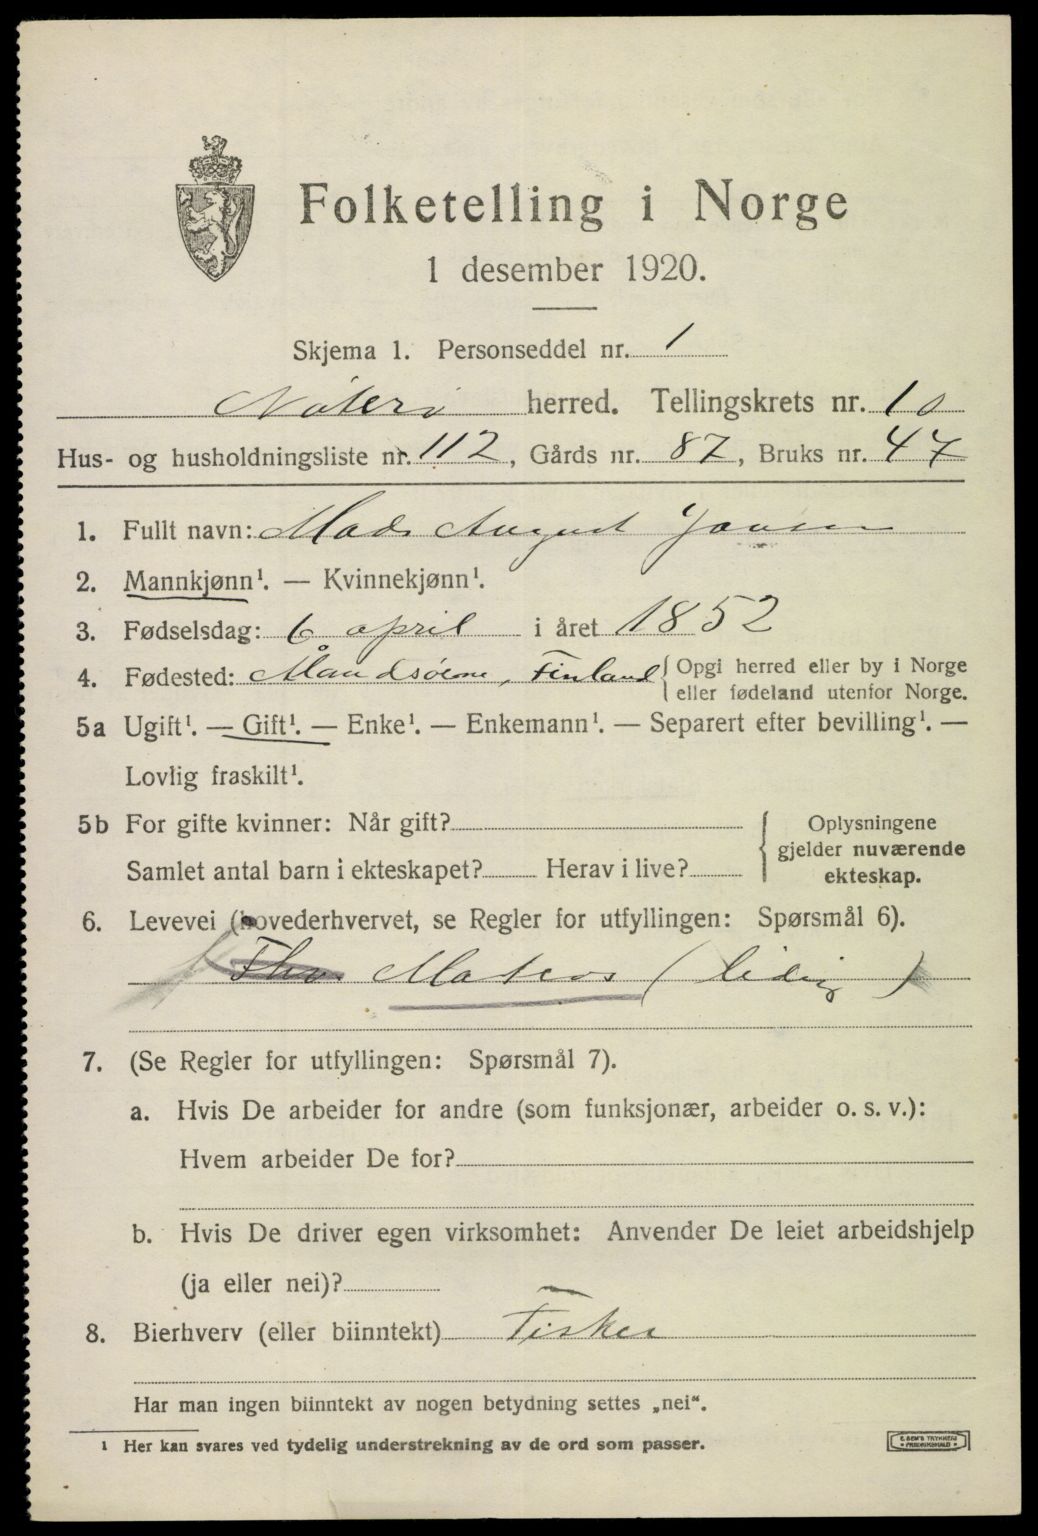 Folketelling i Norge
1 desember 1920.
Skjema 1. Personseddel nr. 1
Nøterø herred. Tellingskrets nr. 10
Hus- og husholdningsliste nr. 112, Gårds nr. 87, Bruks nr. 47
1. Fullt navn: Mads August Jansen
2. Mannkjønn¹. — Kvinnekjønn¹.
3. Fødselsdag: 6 april i året 1852
4. Fødested: Ålandsøerne, Finland { Opgi herred eller by i Norge
eller fødeland utenfor Norge.
5a Ugift¹. — Gift¹. — Enke¹. — Enkemann¹. — Separert efter bevilling¹. —
Lovlig fraskilt¹.
5b For gifte kvinner: Når gift? Oplysningene
gjelder nuværende
Samlet antal barn i ekteskapet? Herav i live? ekteskap.
6. Levevei (hovederhvervet, se Regler for utfyllingen: Spørsmål 6).
Matros (ledig)
7. (Se Regler for utfyllingen: Spørsmål 7).
a. Hvis De arbeider for andre (som funksjonær, arbeider o. s. v.):
Hvem arbeider De for?
b. Hvis De driver egen virksomhet: Anvender De leiet arbeidshjelp
(ja eller nei)?
8. Bierhverv (eller biinntekt) Fisker
Har man ingen biinntekt av nogen betydning settes „nei“.
¹ Her kan svares ved tydelig understrekning av de ord som passer.